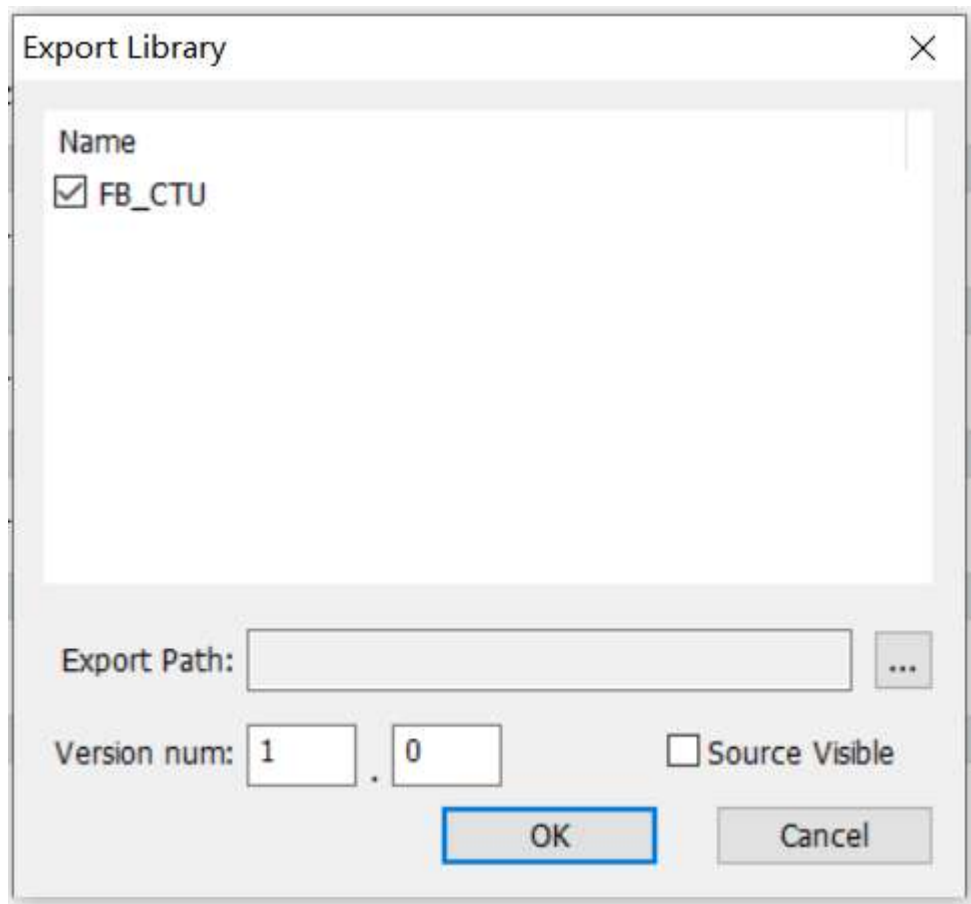 Export Library
Name
FB_CTU
Export Path:
...
Version num: 1 . 0
Source Visible
OK
Cancel